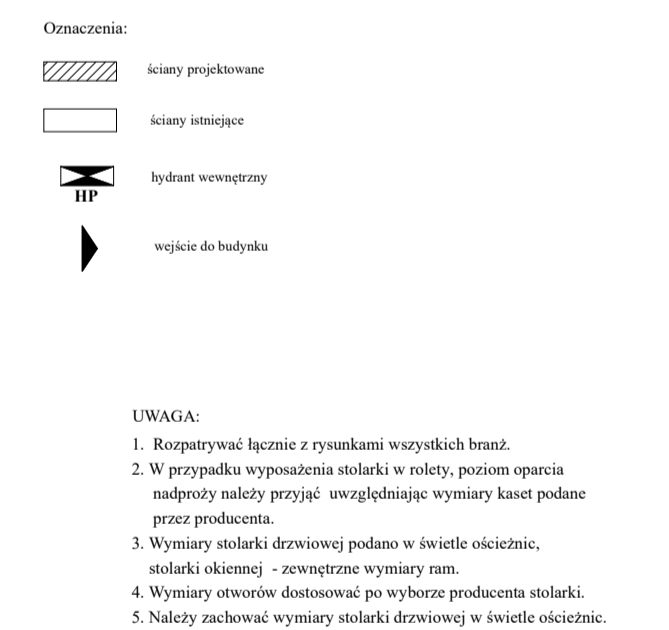 Oznaczenia:
ściany projektowane
ściany istniejące
hydrant wewnętrzny
HP
wejście do budynku
UWAGA:
1. Rozpatrywać łącznie z rysunkami wszystkich branż.
2. W przypadku wyposażenia stolarki w rolety, poziom oparcia
nadproży należy przyjąć uwzględniając wymiary kaset podane
przez producenta.
3. Wymiary stolarki drzwiowej podano w świetle ościeżnic,
stolarki okiennej - zewnętrzne wymiary ram.
4. Wymiary otworów dostosować po wyborze producenta stolarki.
5. Należy zachować wymiary stolarki drzwiowej w świetle ościeżnic.